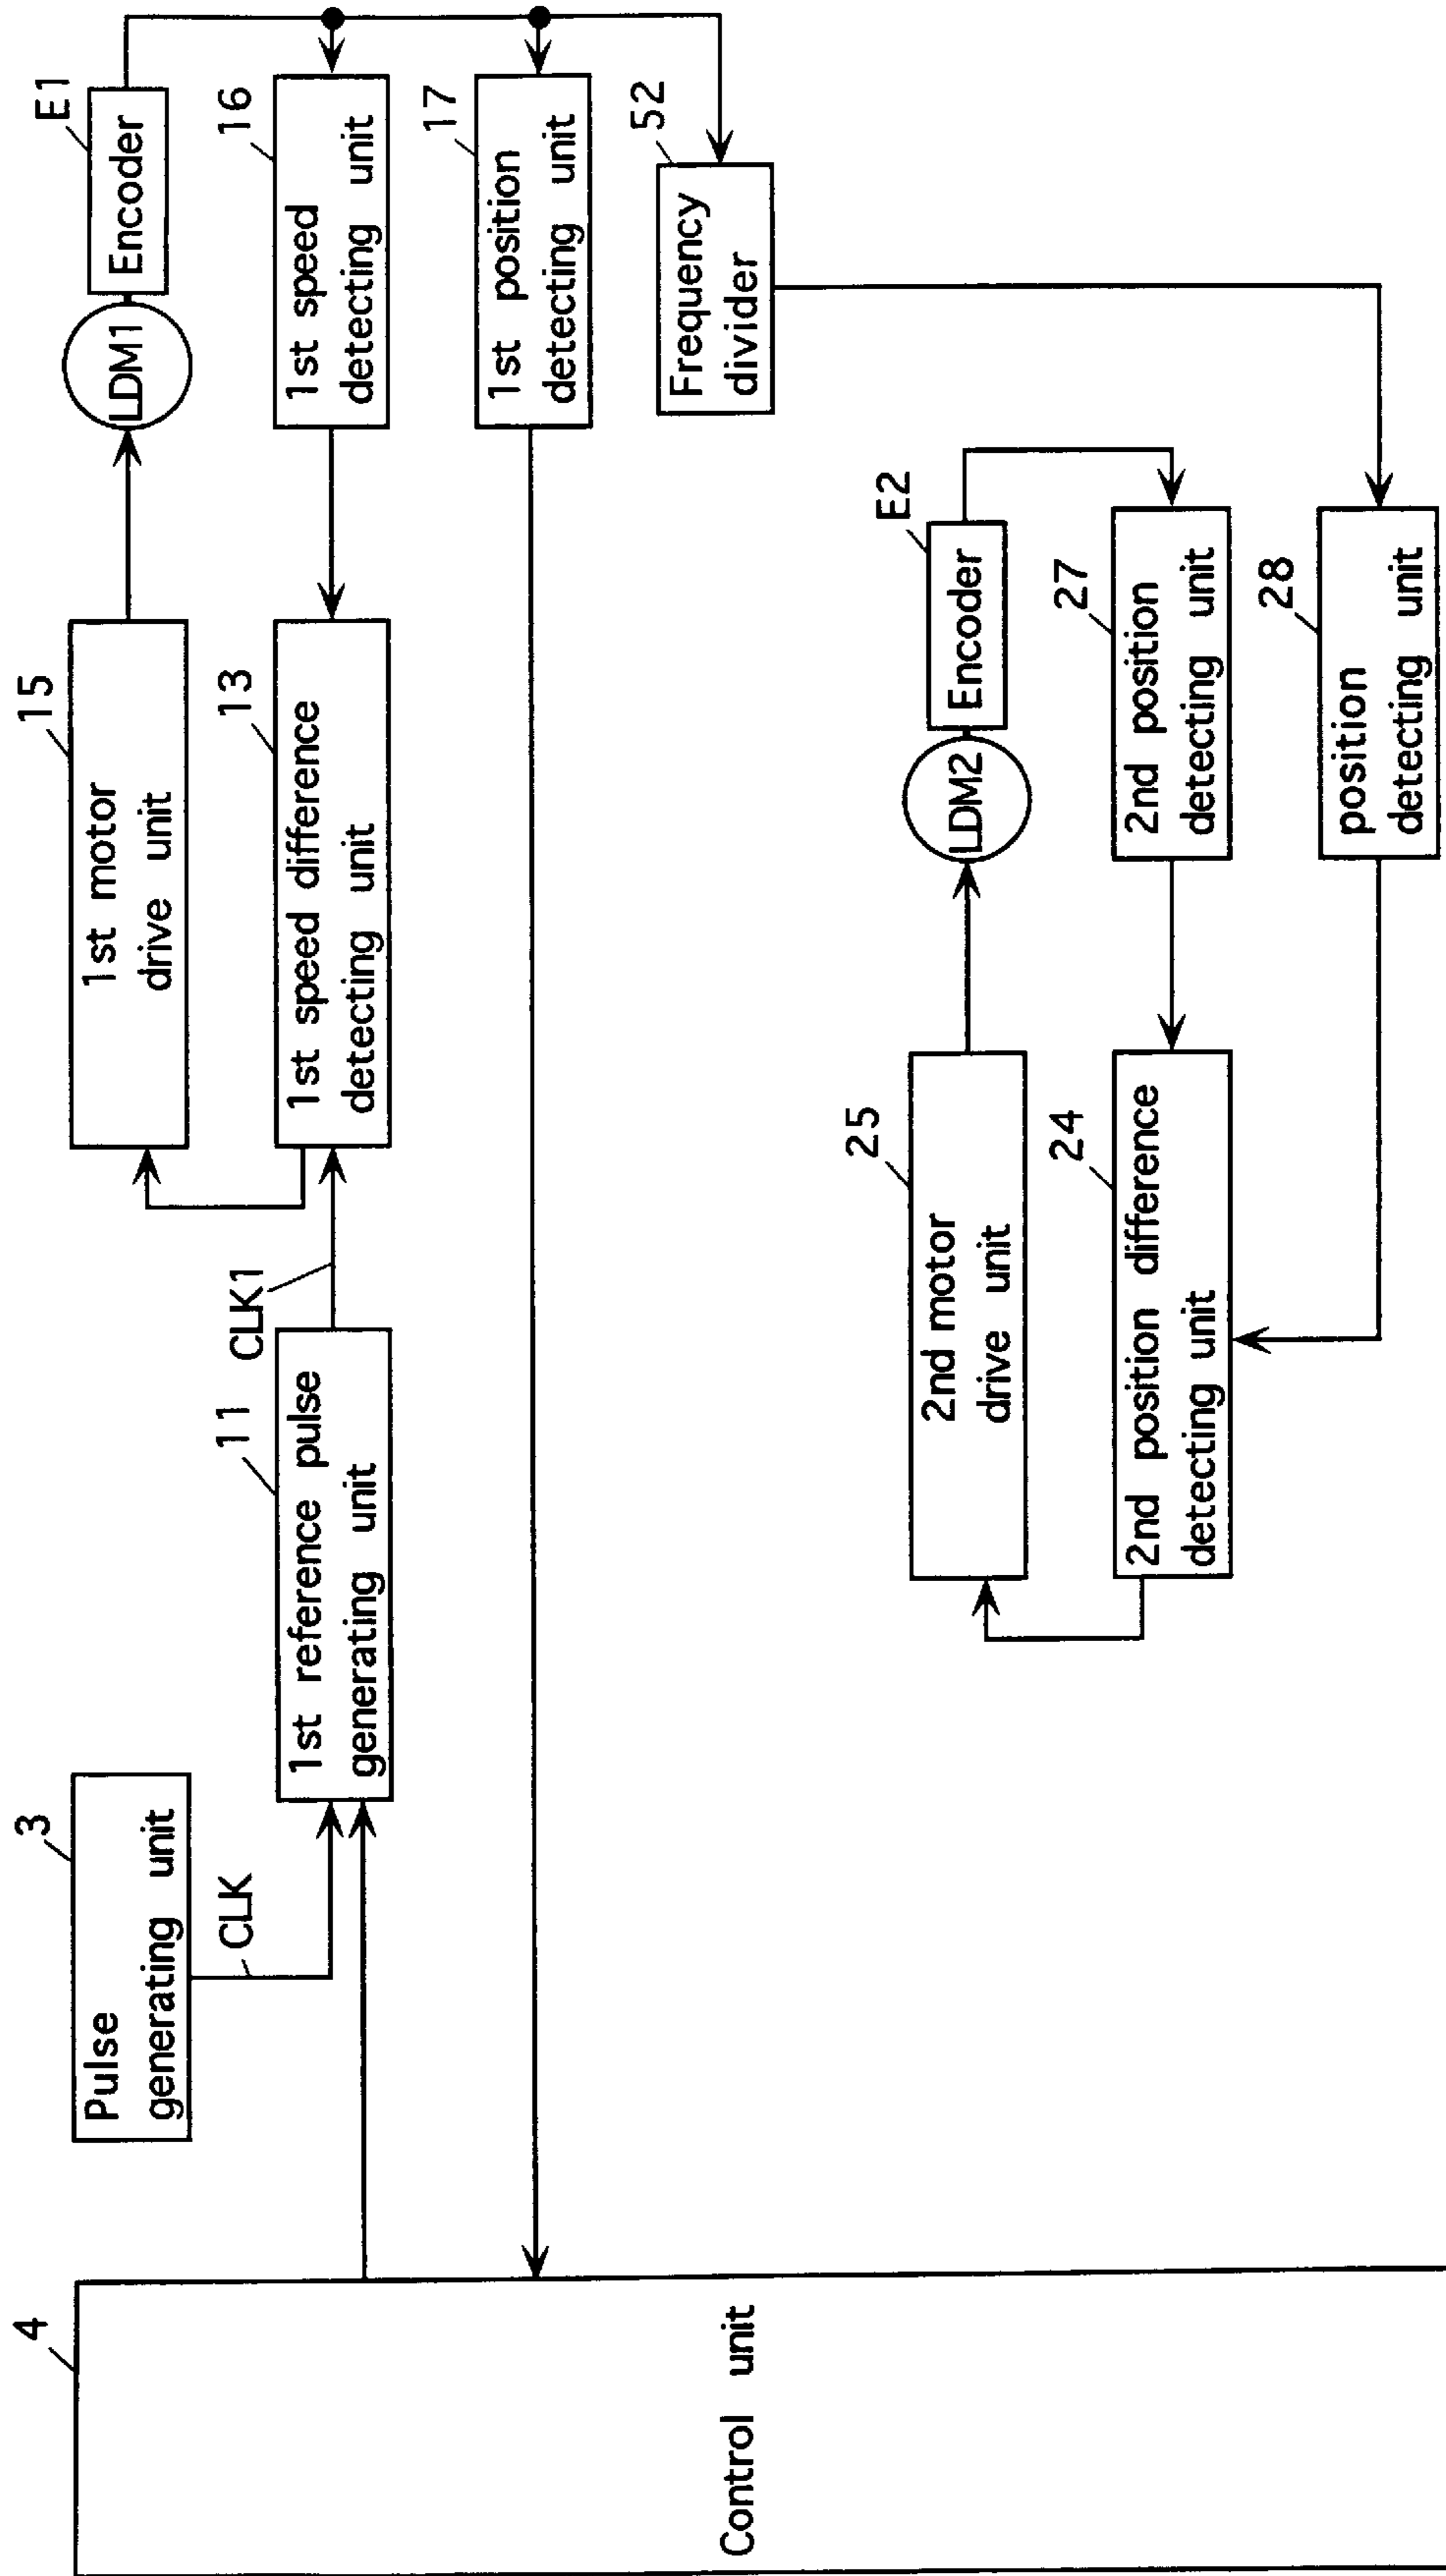 4
Control unit
3
Pulse
generating unit
CLK
11
1st reference pulse
generating unit
CLK1
15
1st motor
drive unit
13
1st speed difference
detecting unit
LDM1
E1
Encoder
16
1st speed
detecting unit
17
1st position
detecting unit
52
Frequency
divider
25
2nd motor
drive unit
24
2nd position difference
detecting unit
LDM2
E2
Encoder
27
2nd position
detecting unit
28
position
detecting unit